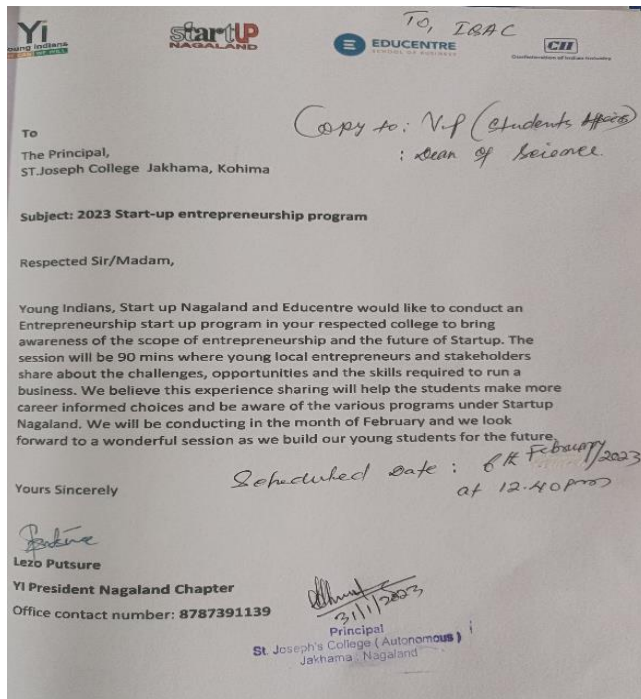 Yi
Young Indians
WE CAN. WE WILL.
startUP
NAGALAND
EDUCENTRE
SCHOOL OF BUSINESS
CII
Confederation of Indian Industry
TO, IQAC
Copy to: V.P (Students Affairs)
: Dean of Science.
To
The Principal,
ST.Joseph College Jakhama, Kohima
Subject: 2023 Start-up entrepreneurship program
Respected Sir/Madam,
Young Indians, Start up Nagaland and Educentre would like to conduct an
Entrepreneurship start up program in your respected college to bring
awareness of the scope of entrepreneurship and the future of Startup. The
session will be 90 mins where young local entrepreneurs and stakeholders
share about the challenges, opportunities and the skills required to run a
business. We believe this experience sharing will help the students make more
career informed choices and be aware of the various programs under Startup
Nagaland. We will be conducting in the month of February and we look
forward to a wonderful session as we build our young students for the future.
Scheduled Date : 6th February/2023
at 12.40pm
Yours Sincerely
Lezo Putsure
YI President Nagaland Chapter
Office contact number: 8787391139
31/1/2023
Principal
St. Joseph's College (Autonomous)
Jakhama : Nagaland